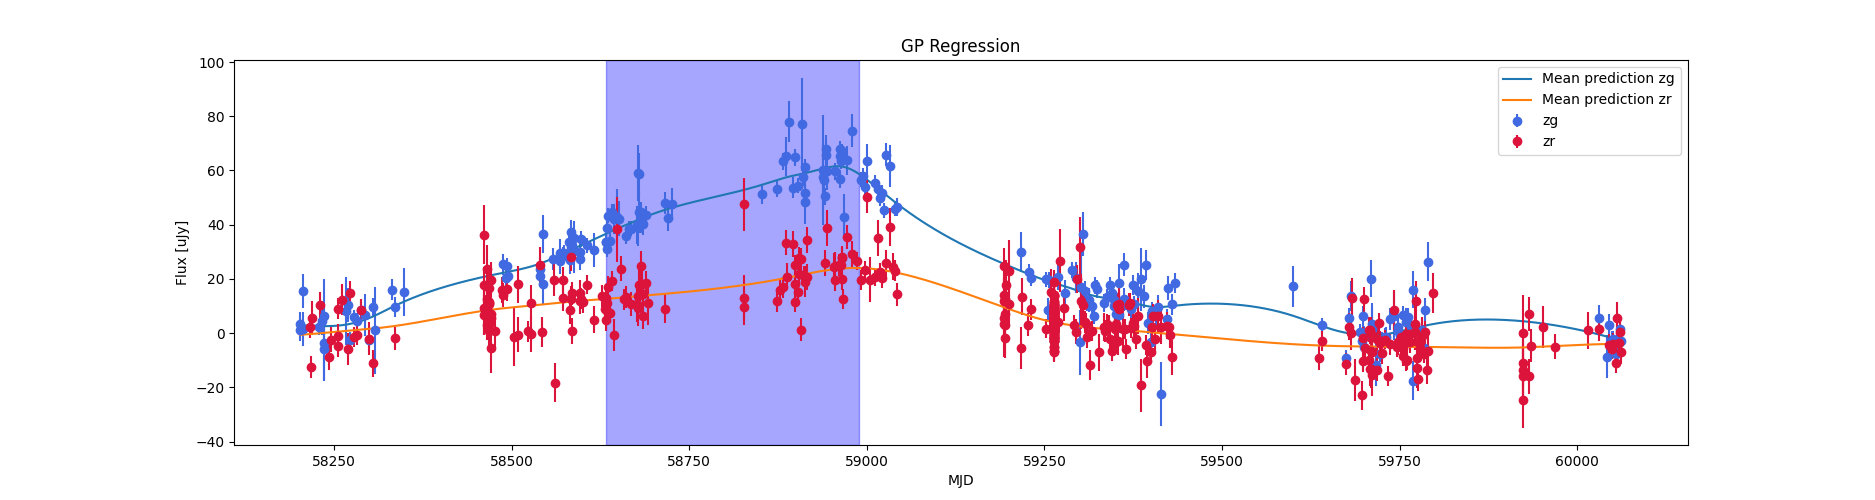 GP Regression
Flux [uJy]
100
80
60
40
20
0
−20
−40
Mean prediction zg
Mean prediction zr
zg
zr
58250 58500 58750 59000 59250 59500 59750 60000
MJD